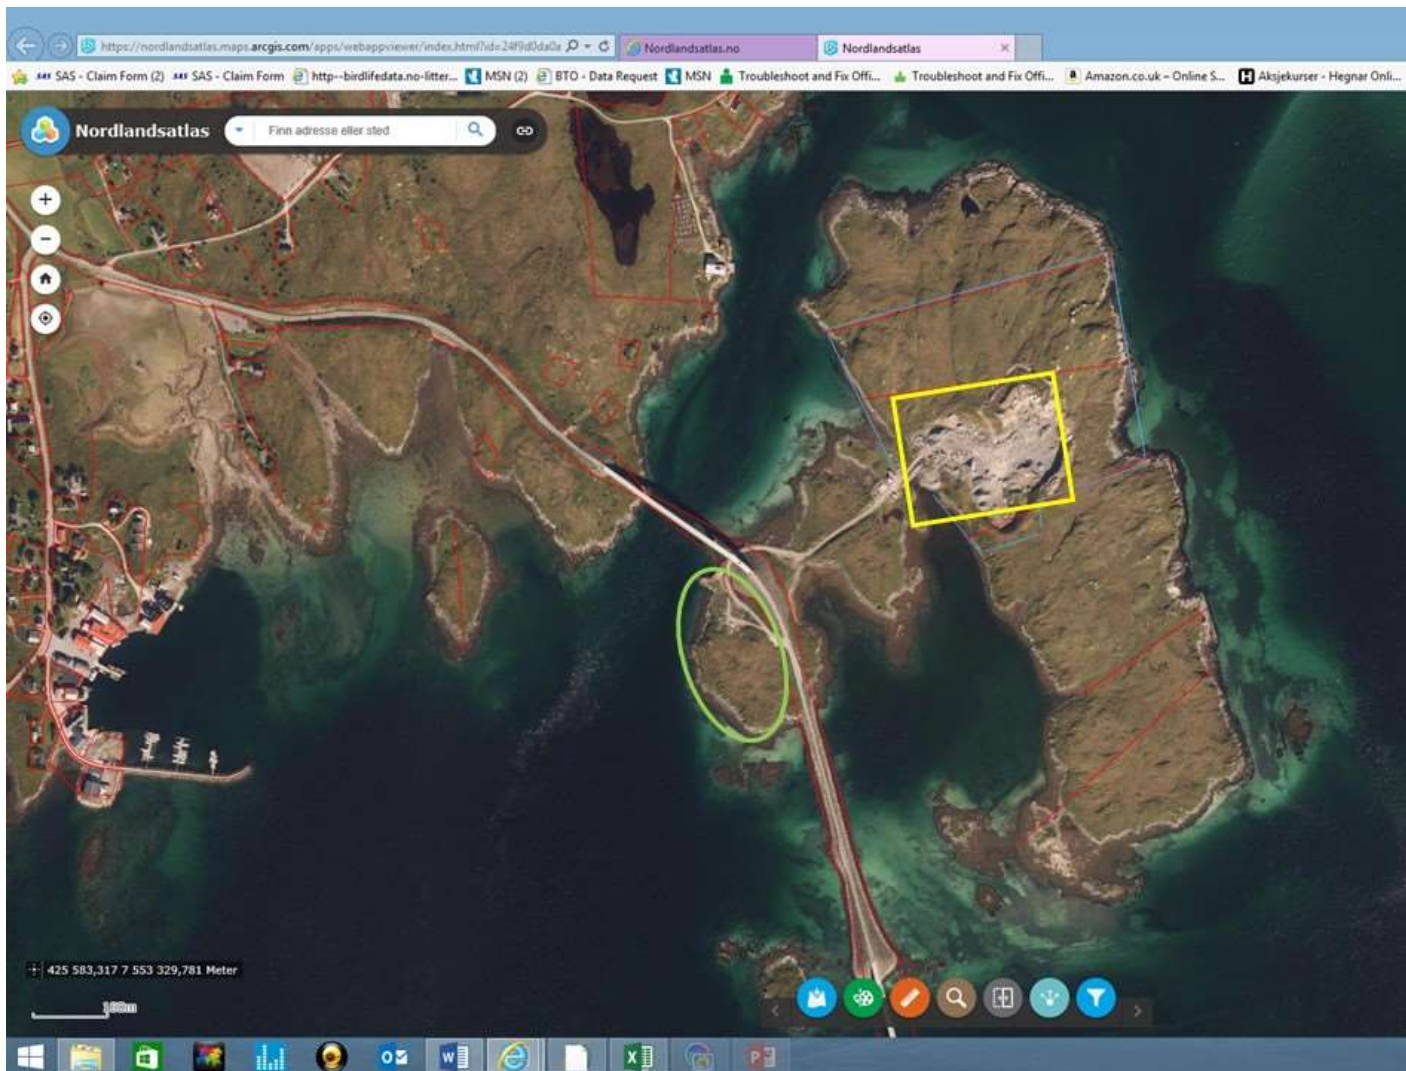 https://nordlandsatlas.maps.arcgis.com/apps/webappviewer/index.html?id=24f9d0da0a
Nordlandsatlas.no
Nordlandsatlas
SAS - Claim Form (2) SAS - Claim Form http--birdlifedata.no-litter... MSN (2) BTO - Data Request MSN Troubleshoot and Fix Offi... Troubleshoot and Fix Offi... Amazon.co.uk – Online S... Aksjekurser - Hegnar Onli...
Nordlandsatlas
Finn adresse eller sted
425 583,317 7 553 329,781 Meter